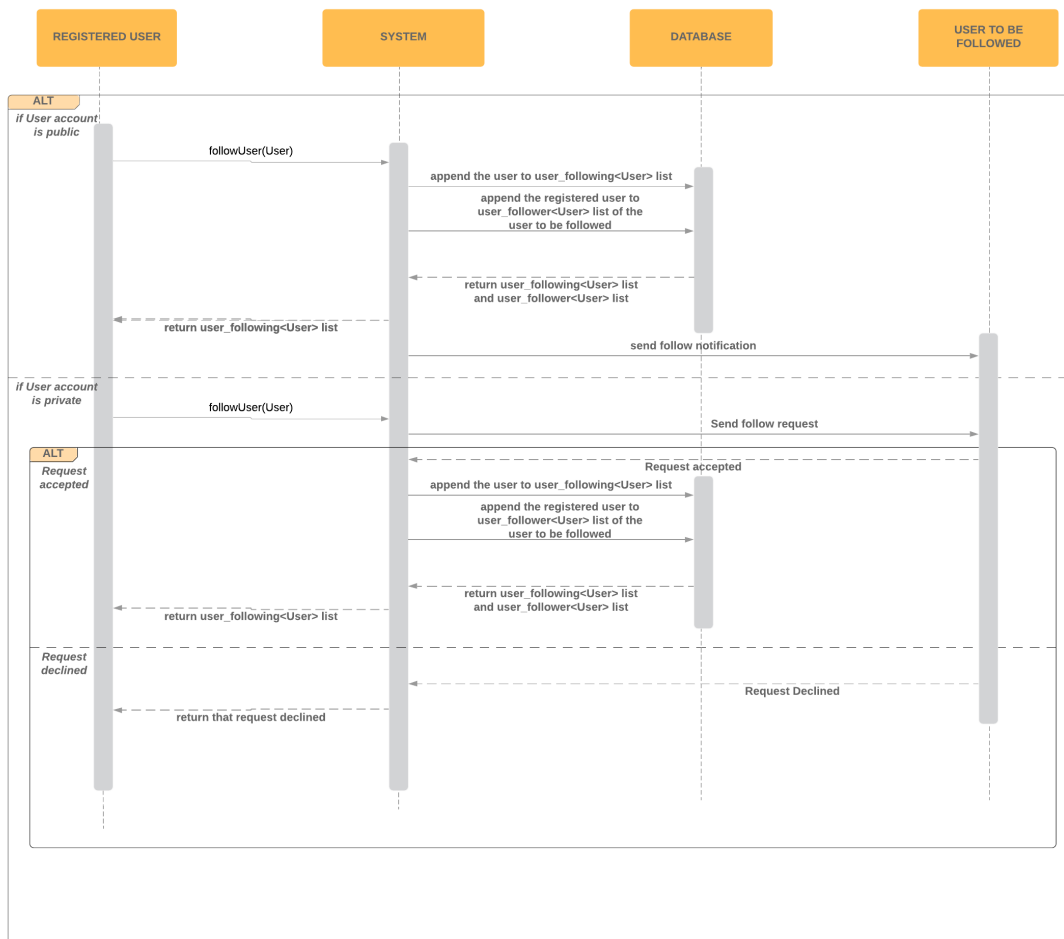 REGISTERED USER
SYSTEM
DATABASE
USER TO BE
FOLLOWED
ALT
if User account
is public
followUser(User)
append the user to user_following<User> list
append the registered user to
user_follower<User> list of the
user to be followed
return user_following<User> list
and user_follower<User> list
return user_following<User> list
send follow notification
if User account
is private
followUser(User)
Send follow request
ALT
Request
accepted
Request accepted
append the user to user_following<User> list
append the registered user to
user_follower<User> list of the
user to be followed
return user_following<User> list
and user_follower<User> list
return user_following<User> list
Request
declined
Request Declined
return that request declined